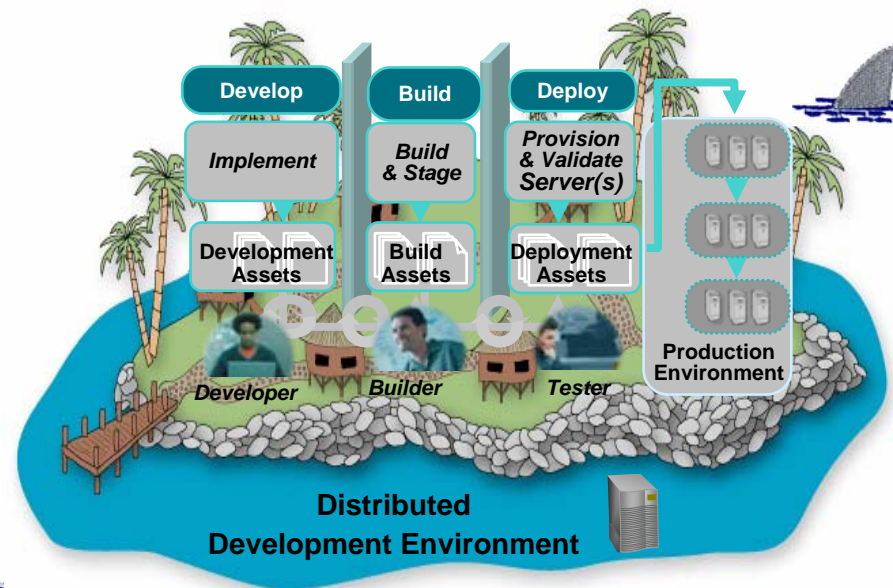 Develop
Build
Deploy
Implement
Build
& Stage
Provision
& Validate
Server(s)
Development
Assets
Build
Assets
Deployment
Assets
Production
Environment
Developer
Builder
Tester
Distributed
Development Environment